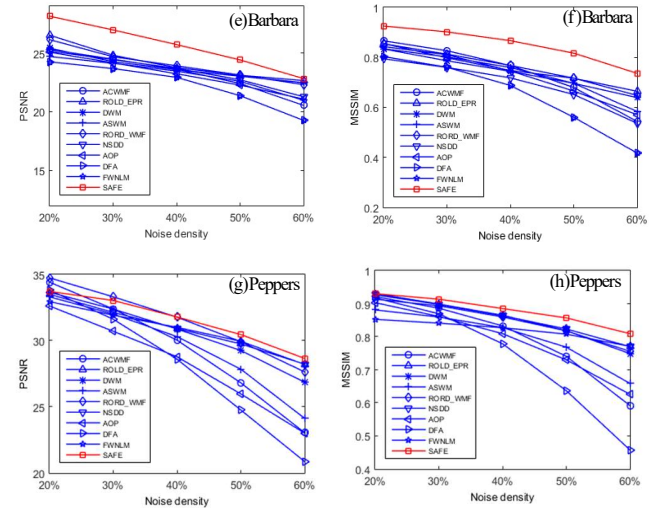 (e)Barbara
PSNR
25
20
15
ACWMF
ROLD_EPR
DWM
ASWM
RORD_WMF
NSDD
AOP
DFA
FWNLM
SAFE
20% 30% 40% 50% 60%
Noise density
(f)Barbara
MSSIM
1
0.8
0.6
0.4
0.2
ACWMF
ROLD_EPR
DWM
ASWM
RORD_WMF
NSDD
AOP
DFA
FWNLM
SAFE
20% 30% 40% 50% 60%
Noise density
(g)Peppers
PSNR
35
30
25
20
ACWMF
ROLD_EPR
DWM
ASWM
RORD_WMF
NSDD
AOP
DFA
FWNLM
SAFE
20% 30% 40% 50% 60%
Noise density
(h)Peppers
MSSIM
1
0.9
0.8
0.7
0.6
0.5
0.4
ACWMF
ROLD_EPR
DWM
ASWM
RORD_WMF
NSDD
AOP
DFA
FWNLM
SAFE
20% 30% 40% 50% 60%
Noise density